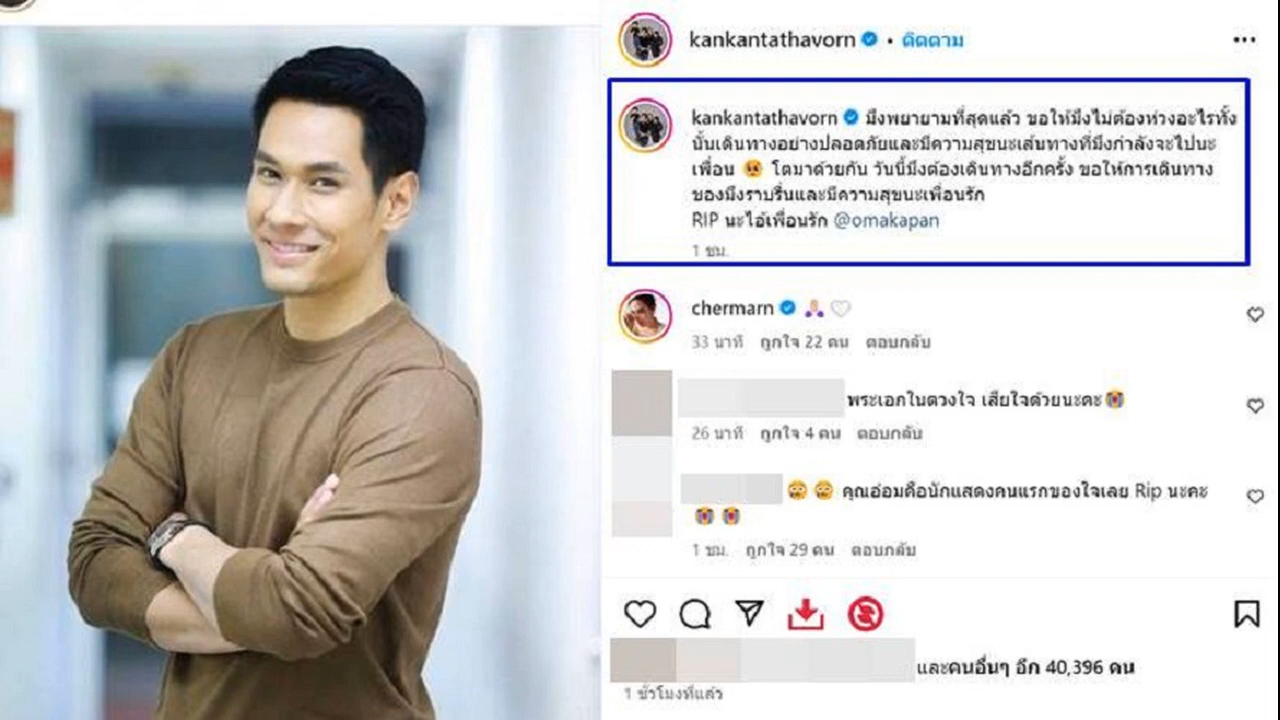 kankantathavorn • ติดตาม
kankantathavorn มึงพยายามที่สุดแล้ว ขอให้มึงไม่ต้องห่วงอะไรทั้ง
นั้นเดินทางอย่างปลอดภัยและมีความสุขนะเส้นทางที่มึงกำลังจะไปนะ
เพื่อน 🥺 โตมาด้วยกัน วันนี้มึงต้องเดินทางอีกครั้ง ขอให้การเดินทาง
ของมึงราบรื่นและมีความสุขนะเพื่อนรัก
RIP นะไอ้เพื่อนรัก @omakapan
1 ชม.
chermarn 🙏🏼 🤍
33 นาที ถูกใจ 22 คน ตอบกลับ
พระเอกในดวงใจ เสียใจด้วยนะคะ😭
26 นาที ถูกใจ 4 คน ตอบกลับ
คุณอ๋อมคือนักแสดงคนแรกของใจเลย Rip นะคะ
😭 😭
1 ชม. ถูกใจ 29 คน ตอบกลับ
และคนอื่นๆ อีก 40,396 คน
1 ชั่วโมงที่แล้ว